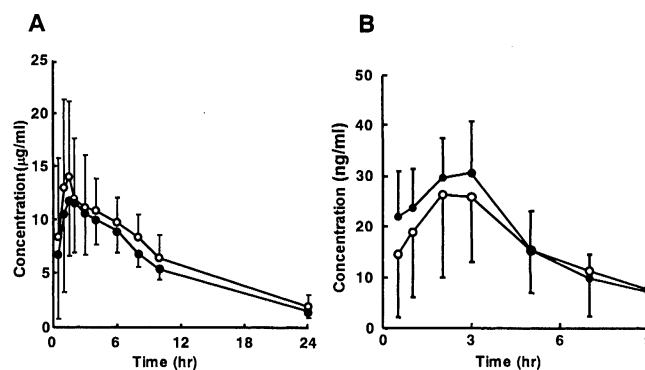 A
B
25
20
15
10
5
0
Concentration(μg/ml)
0 6 12 18 24
Time (hr)
50
40
30
20
10
0
Concentration (ng/ml)
0 3 6
Time (hr)